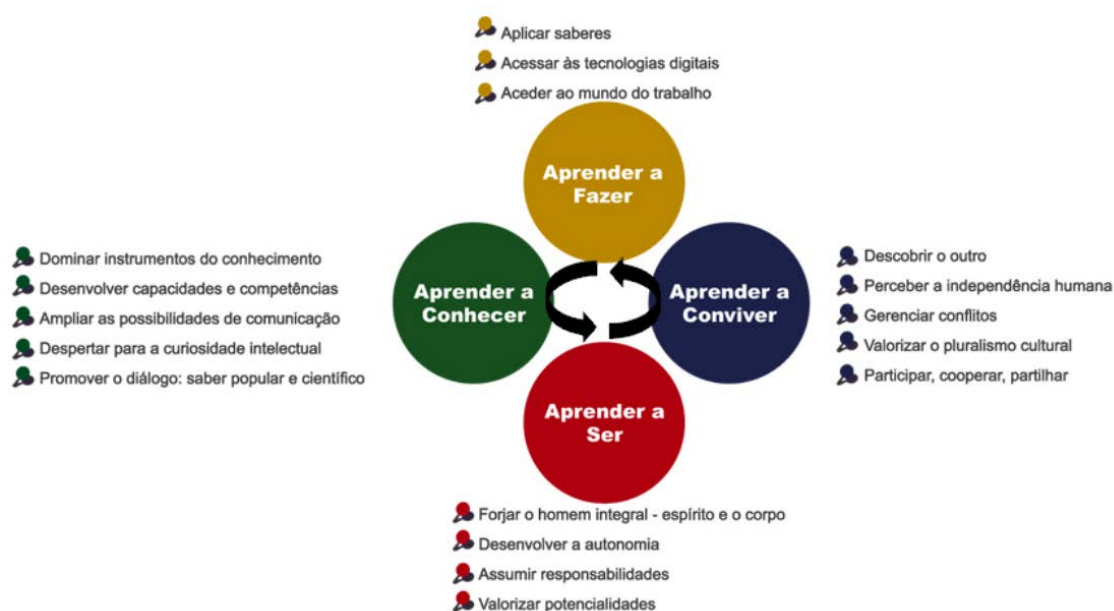 Aplicar saberes
Acessar às tecnologias digitais
Aceder ao mundo do trabalho
Aprender a
Fazer
Dominar instrumentos do conhecimento
Desenvolver capacidades e competências
Ampliar as possibilidades de comunicação
Despertar para a curiosidade intelectual
Promover o diálogo: saber popular e científico
Aprender a
Conhecer
Aprender a
Conviver
Descobrir o outro
Perceber a independência humana
Gerenciar conflitos
Valorizar o pluralismo cultural
Participar, cooperar, partilhar
Aprender a
Ser
Forjar o homem integral - espírito e o corpo
Desenvolver a autonomia
Assumir responsabilidades
Valorizar potencialidades